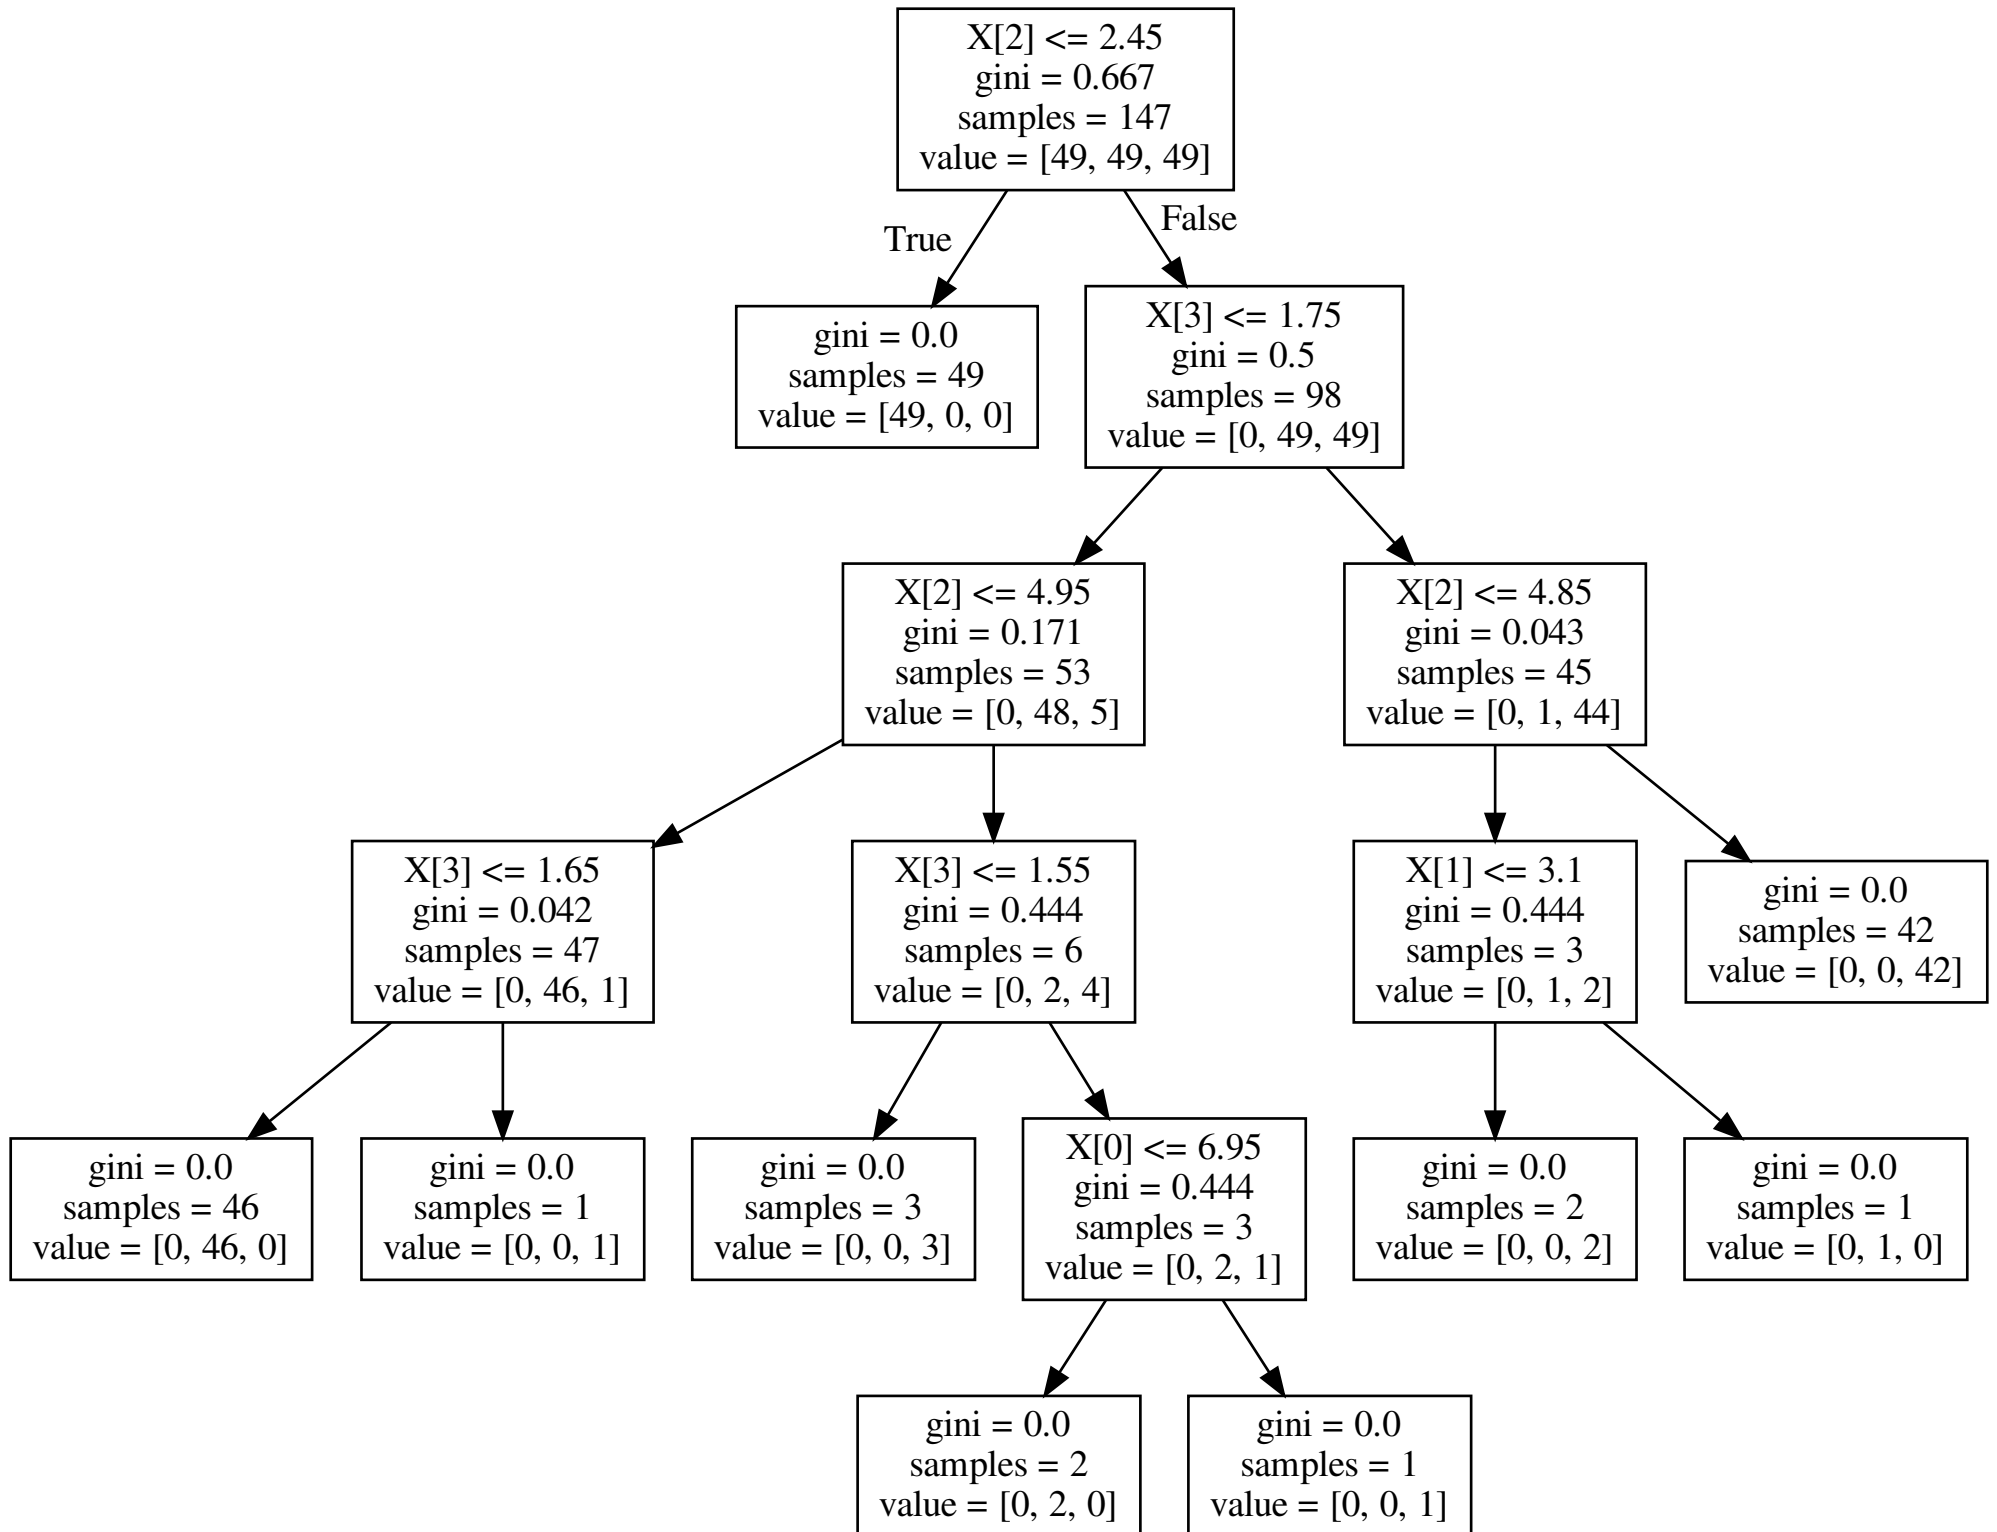 X[2] <= 2.45
gini = 0.667
samples = 147
value = [49, 49, 49]
True
False
gini = 0.0
samples = 49
value = [49, 0, 0]
X[3] <= 1.75
gini = 0.5
samples = 98
value = [0, 49, 49]
X[2] <= 4.95
gini = 0.171
samples = 53
value = [0, 48, 5]
X[2] <= 4.85
gini = 0.043
samples = 45
value = [0, 1, 44]
X[3] <= 1.65
gini = 0.042
samples = 47
value = [0, 46, 1]
X[3] <= 1.55
gini = 0.444
samples = 6
value = [0, 2, 4]
X[1] <= 3.1
gini = 0.444
samples = 3
value = [0, 1, 2]
gini = 0.0
samples = 42
value = [0, 0, 42]
gini = 0.0
samples = 46
value = [0, 46, 0]
gini = 0.0
samples = 1
value = [0, 0, 1]
gini = 0.0
samples = 3
value = [0, 0, 3]
X[0] <= 6.95
gini = 0.444
samples = 3
value = [0, 2, 1]
gini = 0.0
samples = 2
value = [0, 0, 2]
gini = 0.0
samples = 1
value = [0, 1, 0]
gini = 0.0
samples = 2
value = [0, 2, 0]
gini = 0.0
samples = 1
value = [0, 0, 1]